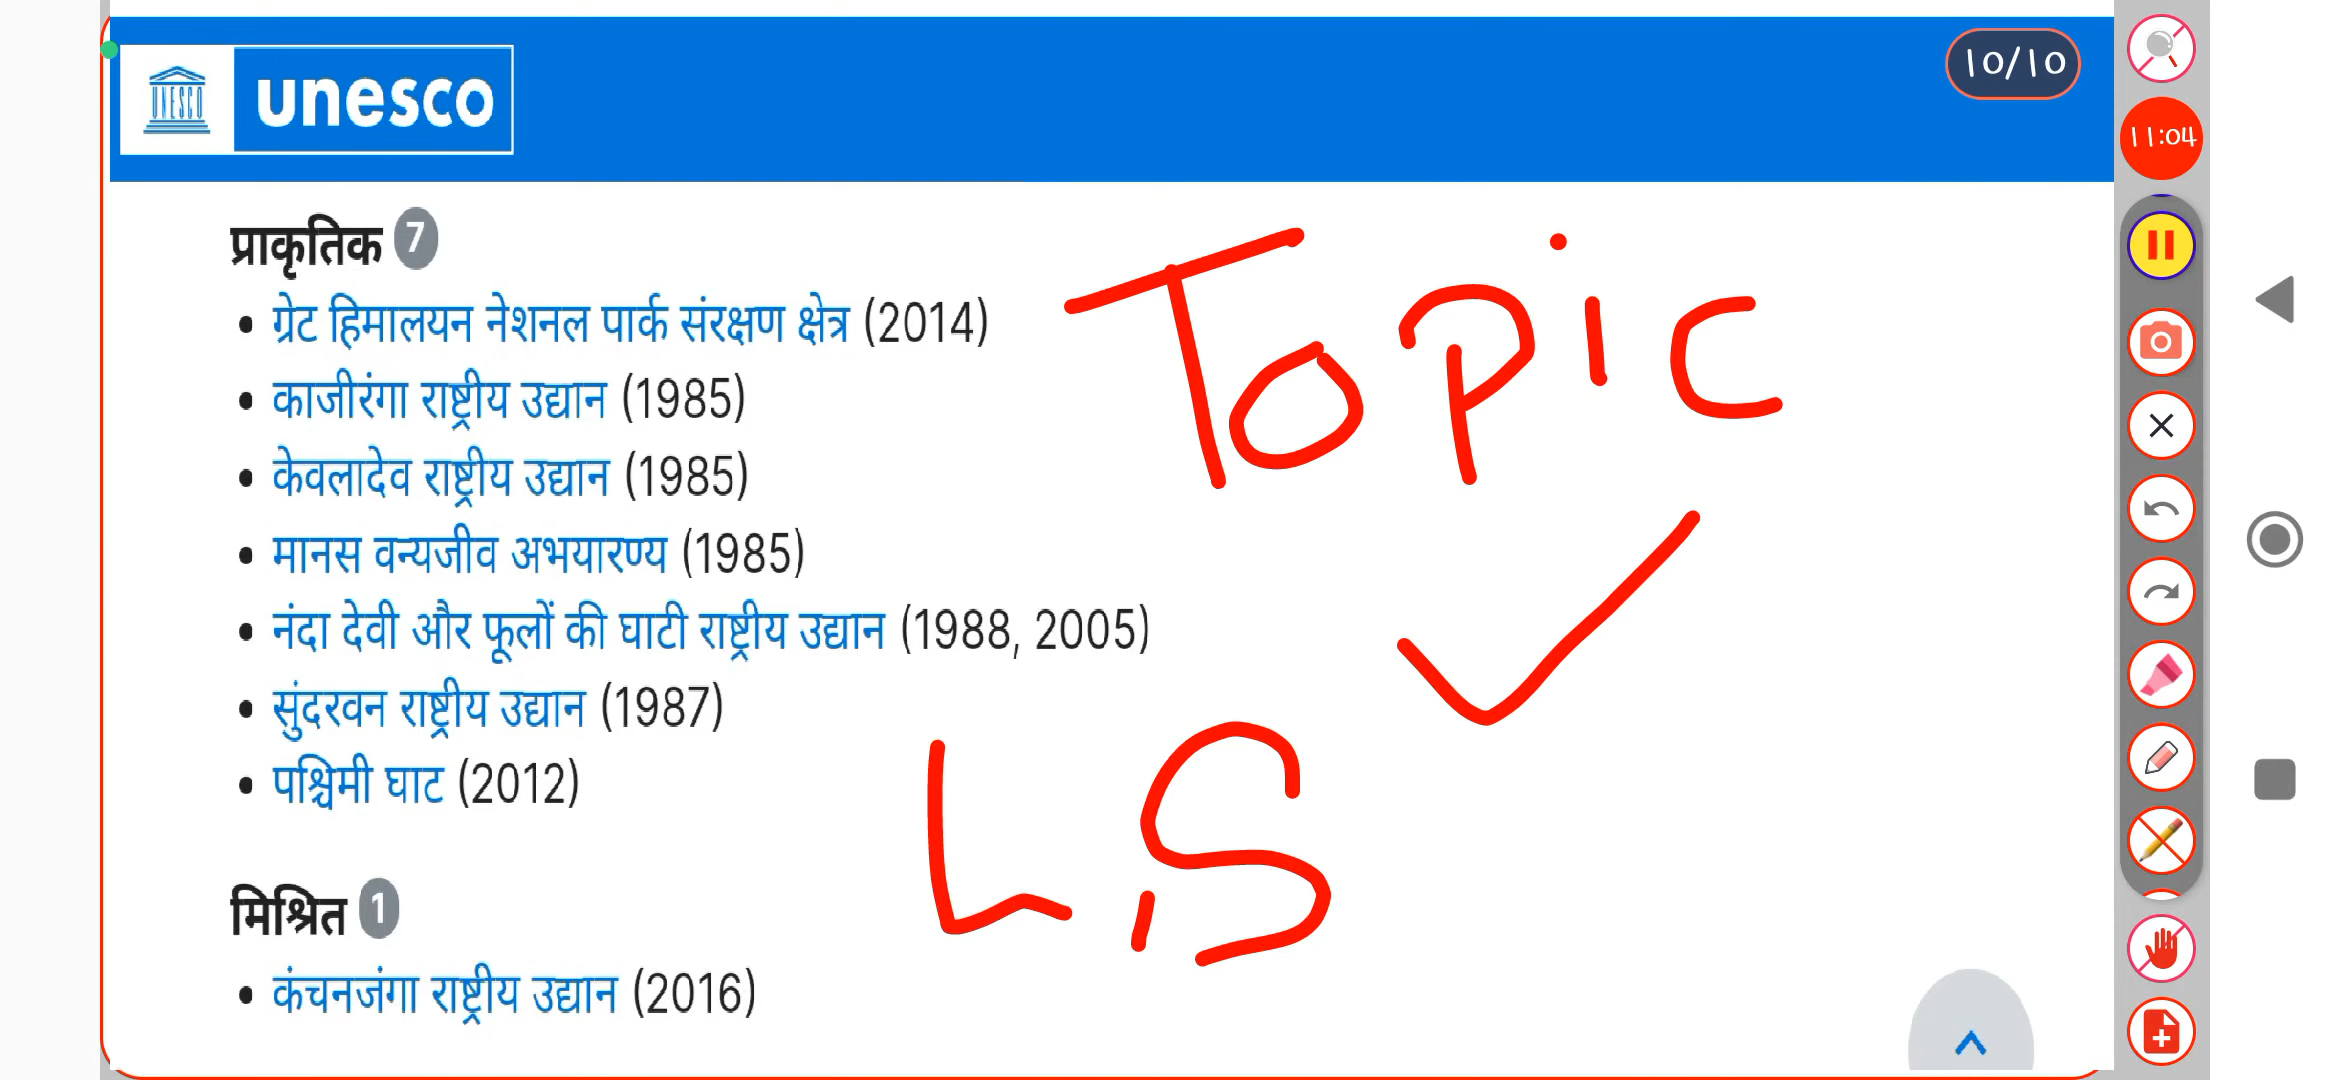 UNESCO
unesco
10/10
11:04
प्राकृतिक 7
• ग्रेट हिमालयन नेशनल पार्क संरक्षण क्षेत्र (2014)
• काजीरंगा राष्ट्रीय उद्यान (1985)
• केवलादेव राष्ट्रीय उद्यान (1985)
• मानस वन्यजीव अभयारण्य (1985)
• नंदा देवी और फूलों की घाटी राष्ट्रीय उद्यान (1988, 2005)
• सुंदरवन राष्ट्रीय उद्यान (1987)
• पश्चिमी घाट (2012)
Topic
L,S
मिश्रित 1
• कंचनजंगा राष्ट्रीय उद्यान (2016)